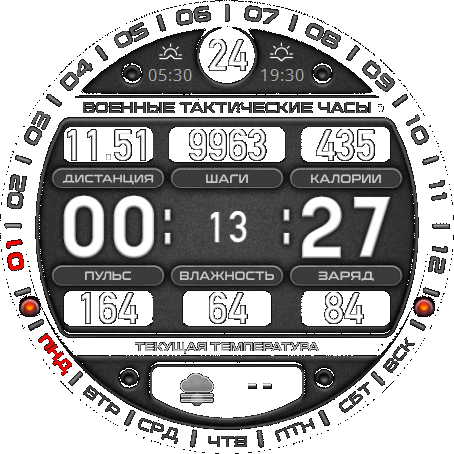 01 02 03 04 05 06 07 08 09 10 11 12
24
05:30 19:30
ВОЕННЫЕ ТАКТИЧЕСКИЕ ЧАСЫ
11.51 9963 435
ДИСТАНЦИЯ ШАГИ КАЛОРИИ
00: 13 :27
ПУЛЬС ВЛАЖНОСТЬ ЗАРЯД
164 64 84
ТЕКУЩАЯ ТЕМПЕРАТУРА
--
ПНД ВТР СРД ЧТВ ПТН СБТ ВСК